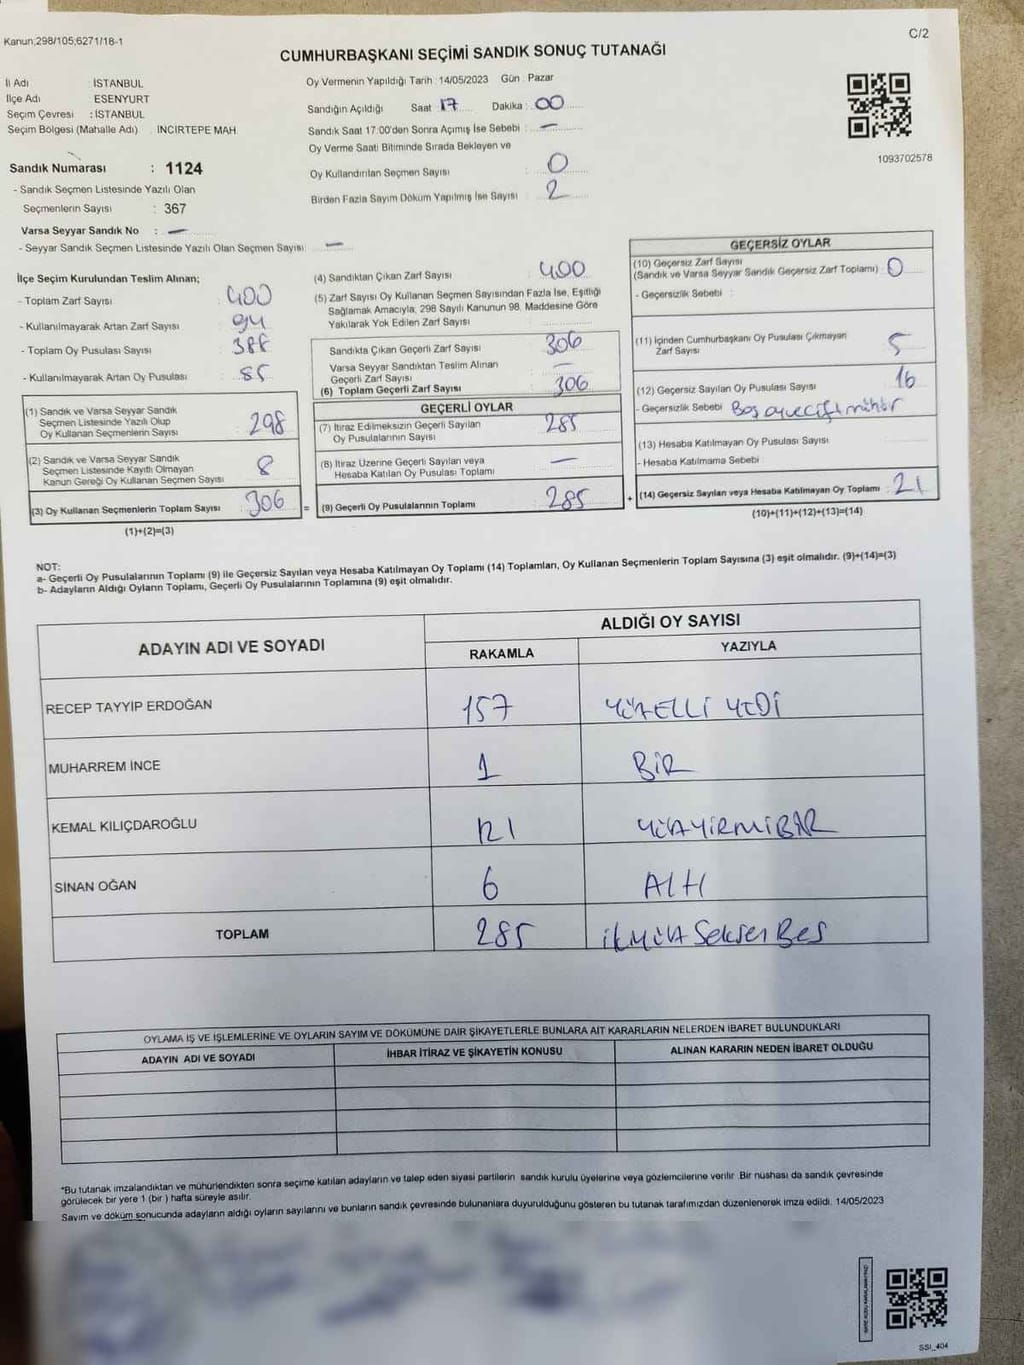 Kanun;298/105;6271/18-1
C/2
CUMHURBAŞKANI SEÇİMİ SANDIK SONUÇ TUTANAĞI
İl Adı : İSTANBUL
İlçe Adı : ESENYURT
Seçim Çevresi : İSTANBUL
Seçim Bölgesi (Mahalle Adı) : İNCİRTEPE MAH.
Oy Vermenin Yapıldığı Tarih : 14/05/2023 Gün : Pazar
Sandığın Açıldığı Saat 17 Dakika : 00
Sandık Saat 17:00'den Sonra Açılmış İse Sebebi : —
Oy Verme Saati Bitiminde Sırada Bekleyen ve
Oy Kullandırılan Seçmen Sayısı : 0
Birden Fazla Sayım Döküm Yapılmış İse Sayısı : 2
1093702578
Sandık Numarası : 1124
- Sandık Seçmen Listesinde Yazılı Olan
Seçmenlerin Sayısı : 367
Varsa Seyyar Sandık No : —
- Seyyar Sandık Seçmen Listesinde Yazılı Olan Seçmen Sayısı : —
İlçe Seçim Kurulundan Teslim Alınan;
- Toplam Zarf Sayısı : 400
- Kullanılmayarak Artan Zarf Sayısı : 94
- Toplam Oy Pusulası Sayısı : 388
- Kullanılmayarak Artan Oy Pusulası : 85
(1) Sandık ve Varsa Seyyar Sandık
Seçmen Listesinde Yazılı Olup
Oy Kullanan Seçmenlerin Sayısı 298
(2) Sandık ve Varsa Seyyar Sandık
Seçmen Listesinde Kayıtlı Olmayan
Kanun Gereği Oy Kullanan Seçmen Sayısı 8
(3) Oy Kullanan Seçmenlerin Toplam Sayısı : 306
(1)+(2)=(3)
(4) Sandıktan Çıkan Zarf Sayısı : 400
(5) Zarf Sayısı Oy Kullanan Seçmen Sayısından Fazla İse, Eşitliği
Sağlamak Amacıyla, 298 Sayılı Kanunun 98. Maddesine Göre
Yakılarak Yok Edilen Zarf Sayısı :
Sandıkta Çıkan Geçerli Zarf Sayısı : 306
Varsa Seyyar Sandıktan Teslim Alınan
Geçerli Zarf Sayısı : —
(6) Toplam Geçerli Zarf Sayısı : 306
GEÇERLİ OYLAR
(7) İtiraz Edilmeksizin Geçerli Sayılan
Oy Pusulalarının Sayısı : 285
(8) İtiraz Üzerine Geçerli Sayılan veya
Hesaba Katılan Oy Pusulası Toplamı : —
= (9) Geçerli Oy Pusulalarının Toplamı : 285
GEÇERSİZ OYLAR
(10) Geçersiz Zarf Sayısı
(Sandık ve Varsa Seyyar Sandık Geçersiz Zarf Toplamı) : 0
- Geçersizlik Sebebi :
(11) İçinden Cumhurbaşkanı Oy Pusulası Çıkmayan
Zarf Sayısı : 5
(12) Geçersiz Sayılan Oy Pusulası Sayısı : 16
- Geçersizlik Sebebi : Boş oy ve çift mühür
(13) Hesaba Katılmayan Oy Pusulası Sayısı :
- Hesaba Katılmama Sebebi :
+ (14) Geçersiz Sayılan veya Hesaba Katılmayan Oy Toplamı : 21
(10)+(11)+(12)+(13)=(14)
NOT:
a- Geçerli Oy Pusulalarının Toplamı (9) ile Geçersiz Sayılan veya Hesaba Katılmayan Oy Toplamı (14) Toplamları, Oy Kullanan Seçmenlerin Toplam Sayısına (3) eşit olmalıdır. (9)+(14)=(3)
b- Adayların Aldığı Oyların Toplamı, Geçerli Oy Pusulalarının Toplamına (9) eşit olmalıdır.
ADAYIN ADI VE SOYADI
ALDIĞI OY SAYISI
RAKAMLA YAZIYLA
RECEP TAYYİP ERDOĞAN 157 YÜZELLİ YEDİ
MUHARREM İNCE 1 BİR
KEMAL KILIÇDAROĞLU 121 YÜZYİRMİBİR
SİNAN OĞAN 6 ALTI
TOPLAM 285 İKİYÜZ Seksen Beş
OYLAMA İŞ VE İŞLEMLERİNE VE OYLARIN SAYIM VE DÖKÜMÜNE DAİR ŞİKAYETLERLE BUNLARA AİT KARARLARIN NELERDEN İBARET BULUNDUKLARI
ADAYIN ADI VE SOYADI İHBAR İTİRAZ VE ŞİKAYETİN KONUSU ALINAN KARARIN NEDEN İBARET OLDUĞU
*Bu tutanak imzalandıktan ve mühürlendikten sonra seçime katılan adayların ve talep eden siyasi partilerin sandık kurulu üyelerine veya gözlemcilerine verilir. Bir nüshası da sandık çevresinde
görülecek bir yere 1 (bir) hafta süreyle asılır.
Sayım ve döküm sonucunda adayların aldığı oyların sayılarını ve bunların sandık çevresinde bulunanlara duyurulduğunu gösteren bu tutanak tarafımızdan düzenlenerek imza edildi. 14/05/2023
SSI_404